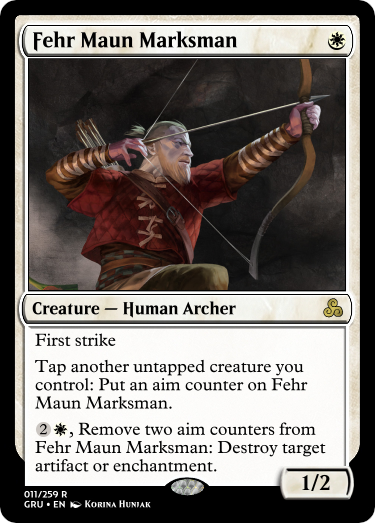 Fehr Maun Marksman
Creature — Human Archer
First strike
Tap another untapped creature you
control: Put an aim counter on Fehr
Maun Marksman.
2, Remove two aim counters from
Fehr Maun Marksman: Destroy target
artifact or enchantment.
1/2
011/259 R
GRU • EN Korina Hunjak